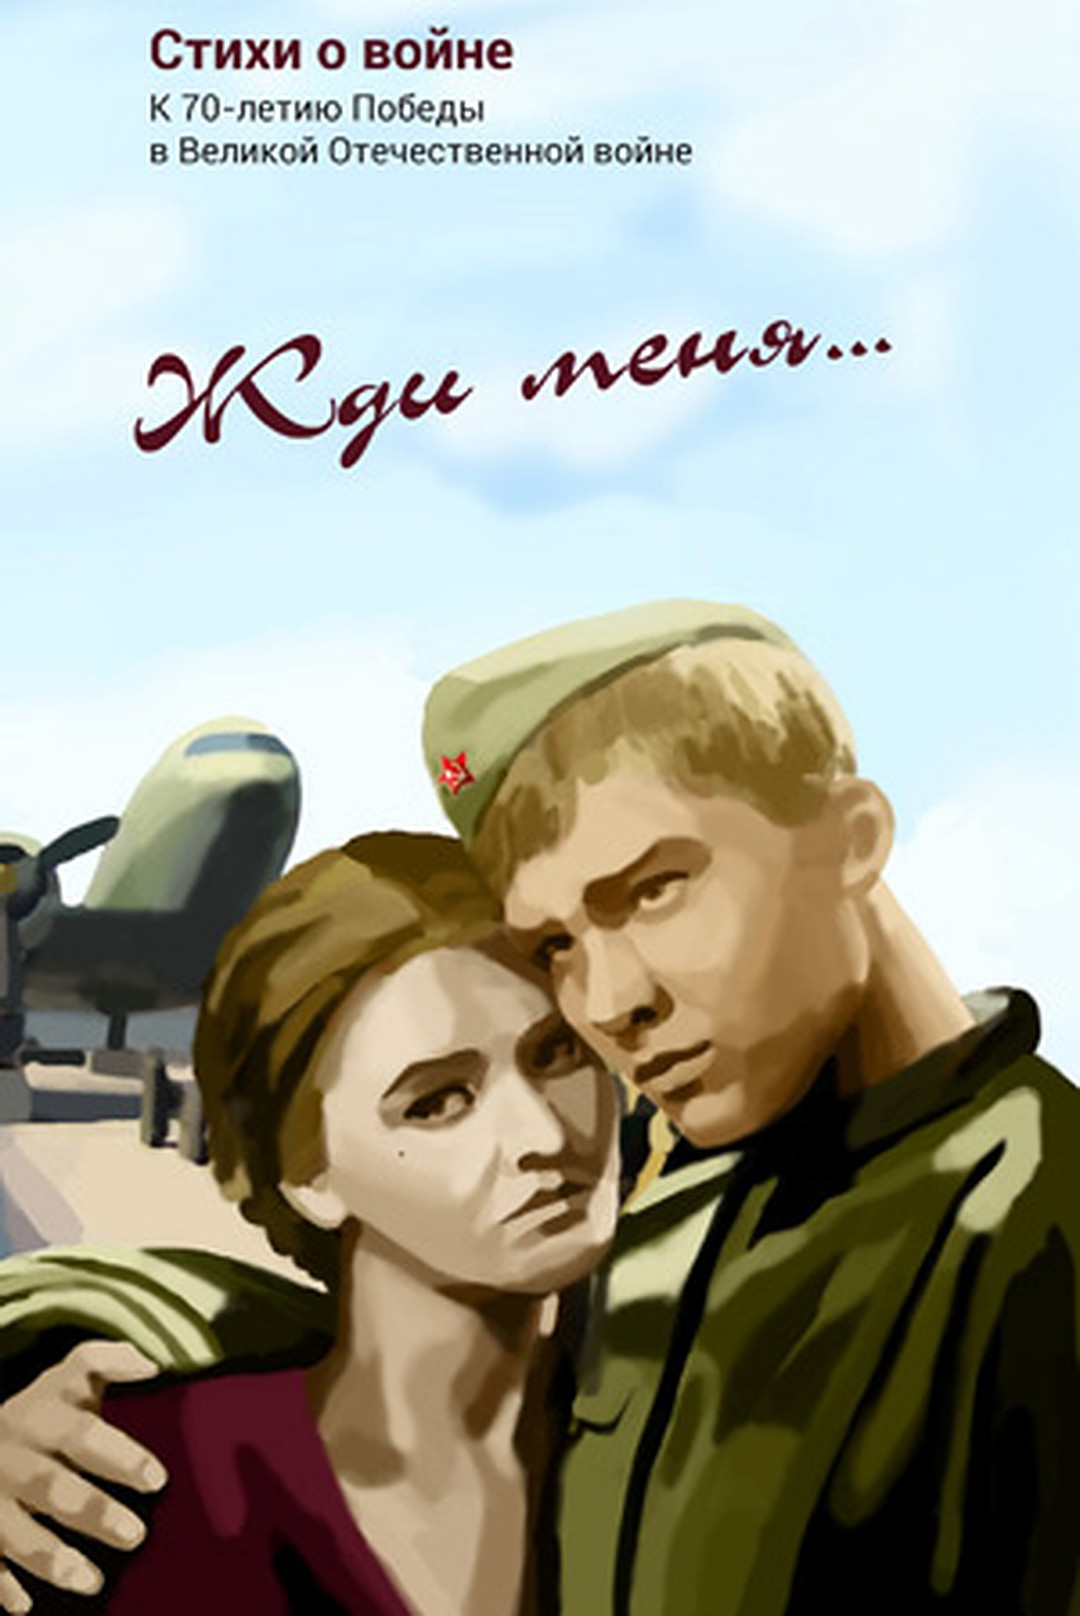 Стихи о войне
К 70-летию Победы
в Великой Отечественной войне
Жди меня...